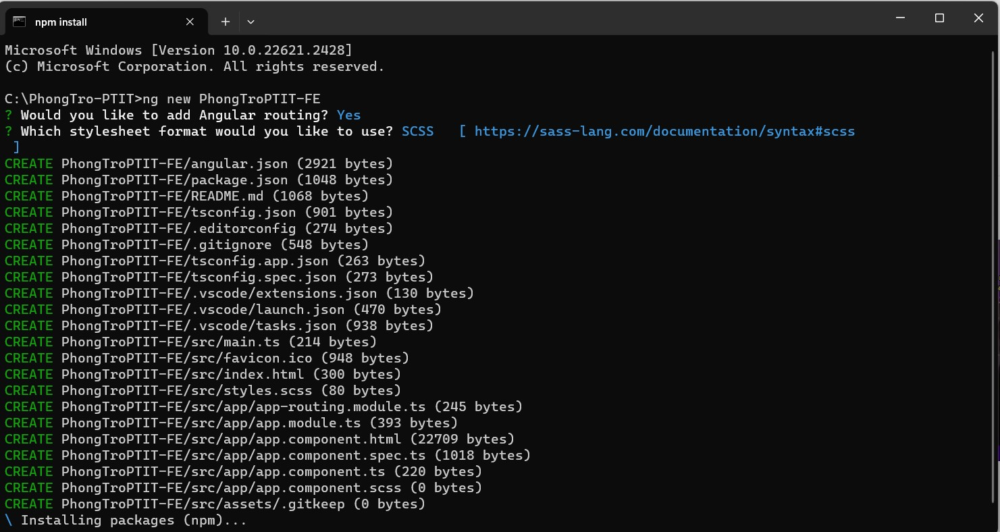 npm install
Microsoft Windows [Version 10.0.22621.2428]
(c) Microsoft Corporation. All rights reserved.
C:\PhongTro-PTIT>ng new PhongTroPTIT-FE
? Would you like to add Angular routing? Yes
? Which stylesheet format would you like to use? SCSS   [ https://sass-lang.com/documentation/syntax#scss
 ]
CREATE PhongTroPTIT-FE/angular.json (2921 bytes)
CREATE PhongTroPTIT-FE/package.json (1048 bytes)
CREATE PhongTroPTIT-FE/README.md (1068 bytes)
CREATE PhongTroPTIT-FE/tsconfig.json (901 bytes)
CREATE PhongTroPTIT-FE/.editorconfig (274 bytes)
CREATE PhongTroPTIT-FE/.gitignore (548 bytes)
CREATE PhongTroPTIT-FE/tsconfig.app.json (263 bytes)
CREATE PhongTroPTIT-FE/tsconfig.spec.json (273 bytes)
CREATE PhongTroPTIT-FE/.vscode/extensions.json (130 bytes)
CREATE PhongTroPTIT-FE/.vscode/launch.json (470 bytes)
CREATE PhongTroPTIT-FE/.vscode/tasks.json (938 bytes)
CREATE PhongTroPTIT-FE/src/main.ts (214 bytes)
CREATE PhongTroPTIT-FE/src/favicon.ico (948 bytes)
CREATE PhongTroPTIT-FE/src/index.html (300 bytes)
CREATE PhongTroPTIT-FE/src/styles.scss (80 bytes)
CREATE PhongTroPTIT-FE/src/app/app-routing.module.ts (245 bytes)
CREATE PhongTroPTIT-FE/src/app/app.module.ts (393 bytes)
CREATE PhongTroPTIT-FE/src/app/app.component.html (22709 bytes)
CREATE PhongTroPTIT-FE/src/app/app.component.spec.ts (1018 bytes)
CREATE PhongTroPTIT-FE/src/app/app.component.ts (220 bytes)
CREATE PhongTroPTIT-FE/src/app/app.component.scss (0 bytes)
CREATE PhongTroPTIT-FE/src/assets/.gitkeep (0 bytes)
\ Installing packages (npm)...